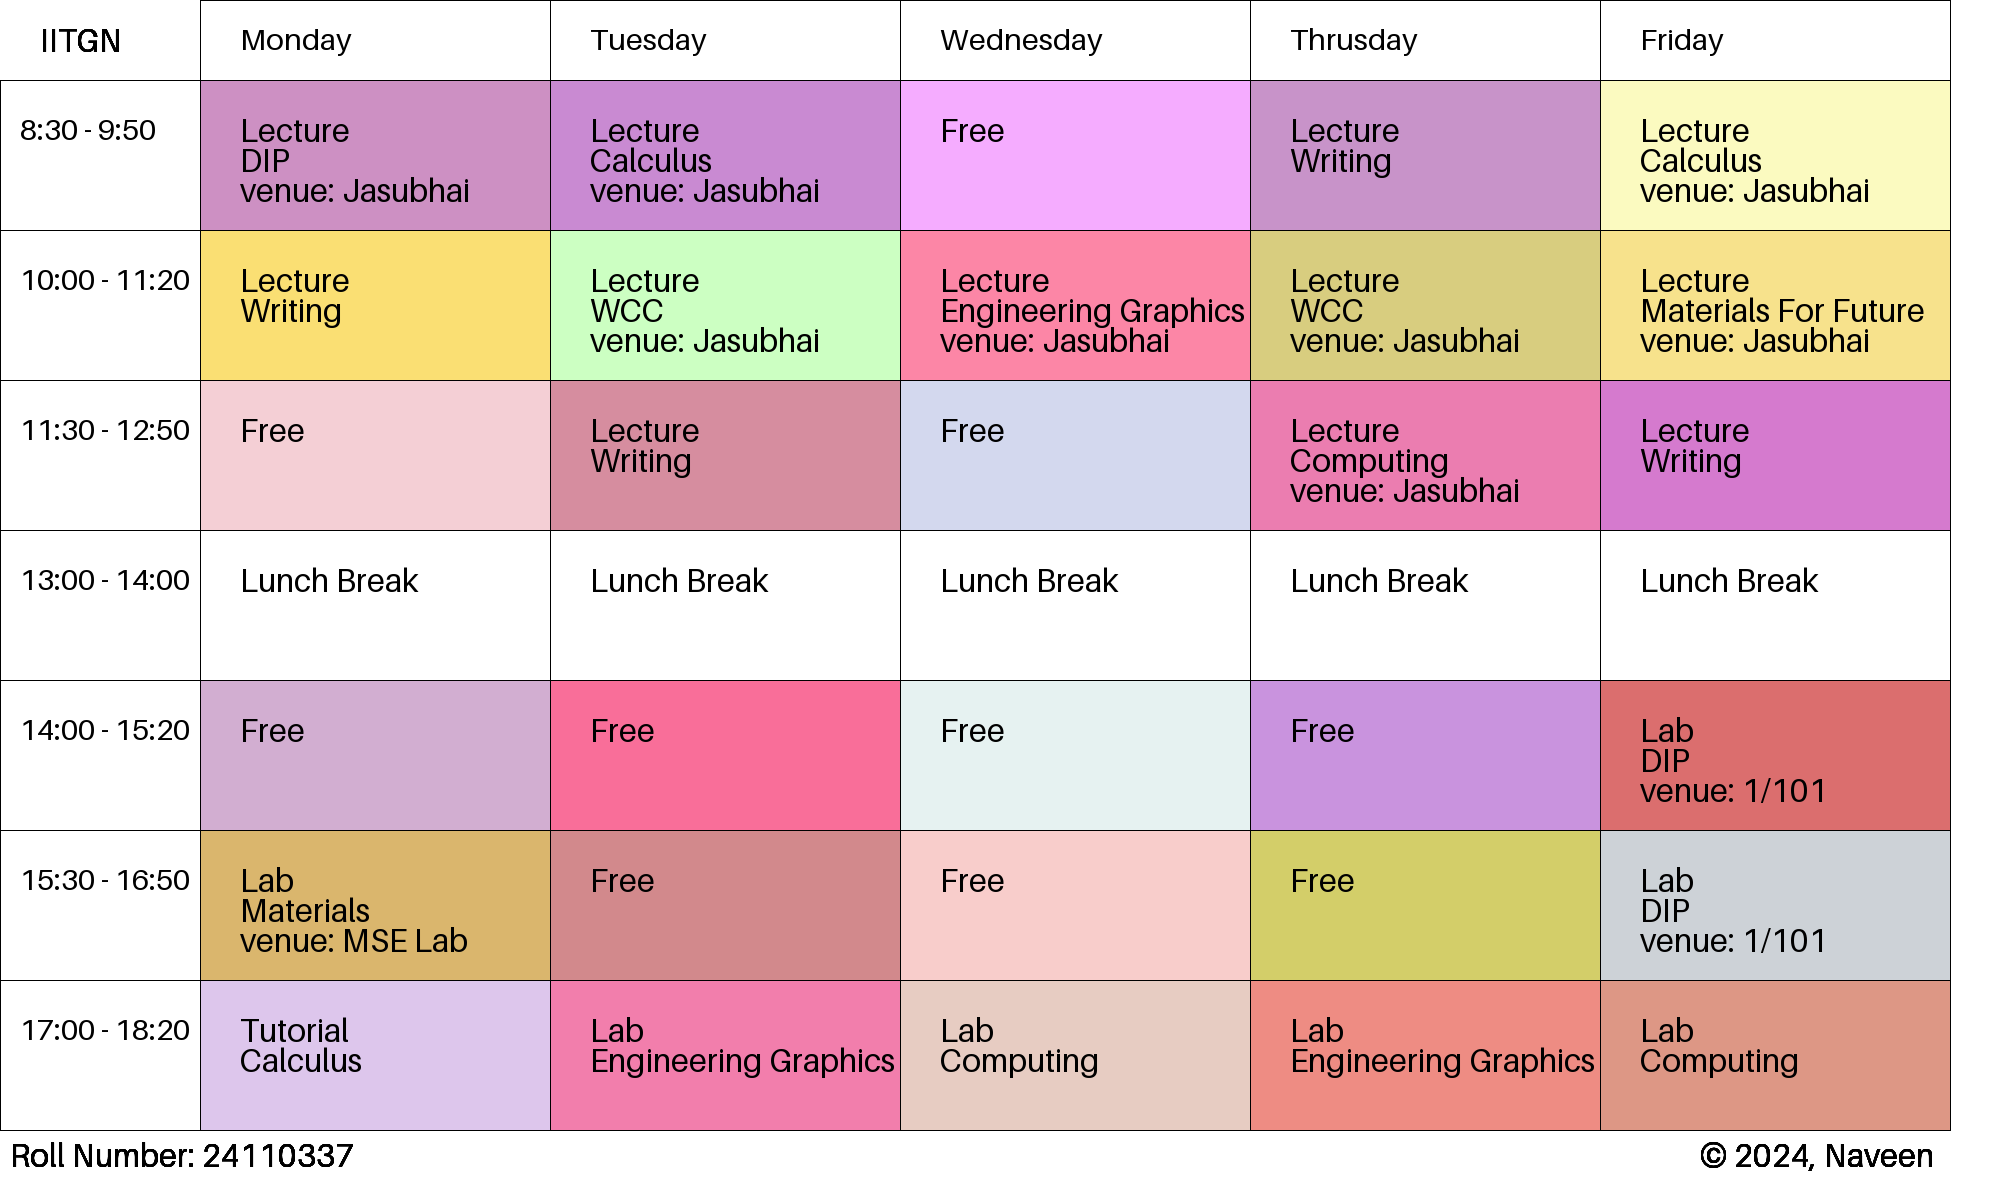 IITGN
Monday
Tuesday
Wednesday
Thrusday
Friday
8:30 - 9:50
Lecture
DIP
venue: Jasubhai
Lecture
Calculus
venue: Jasubhai
Free
Lecture
Writing
Lecture
Calculus
venue: Jasubhai
10:00 - 11:20
Lecture
Writing
Lecture
WCC
venue: Jasubhai
Lecture
Engineering Graphics
venue: Jasubhai
Lecture
WCC
venue: Jasubhai
Lecture
Materials For Future
venue: Jasubhai
11:30 - 12:50
Free
Lecture
Writing
Free
Lecture
Computing
venue: Jasubhai
Lecture
Writing
13:00 - 14:00
Lunch Break
Lunch Break
Lunch Break
Lunch Break
Lunch Break
14:00 - 15:20
Free
Free
Free
Free
Lab
DIP
venue: 1/101
15:30 - 16:50
Lab
Materials
venue: MSE Lab
Free
Free
Free
Lab
DIP
venue: 1/101
17:00 - 18:20
Tutorial
Calculus
Lab
Engineering Graphics
Lab
Computing
Lab
Engineering Graphics
Lab
Computing
Roll Number: 24110337
© 2024, Naveen